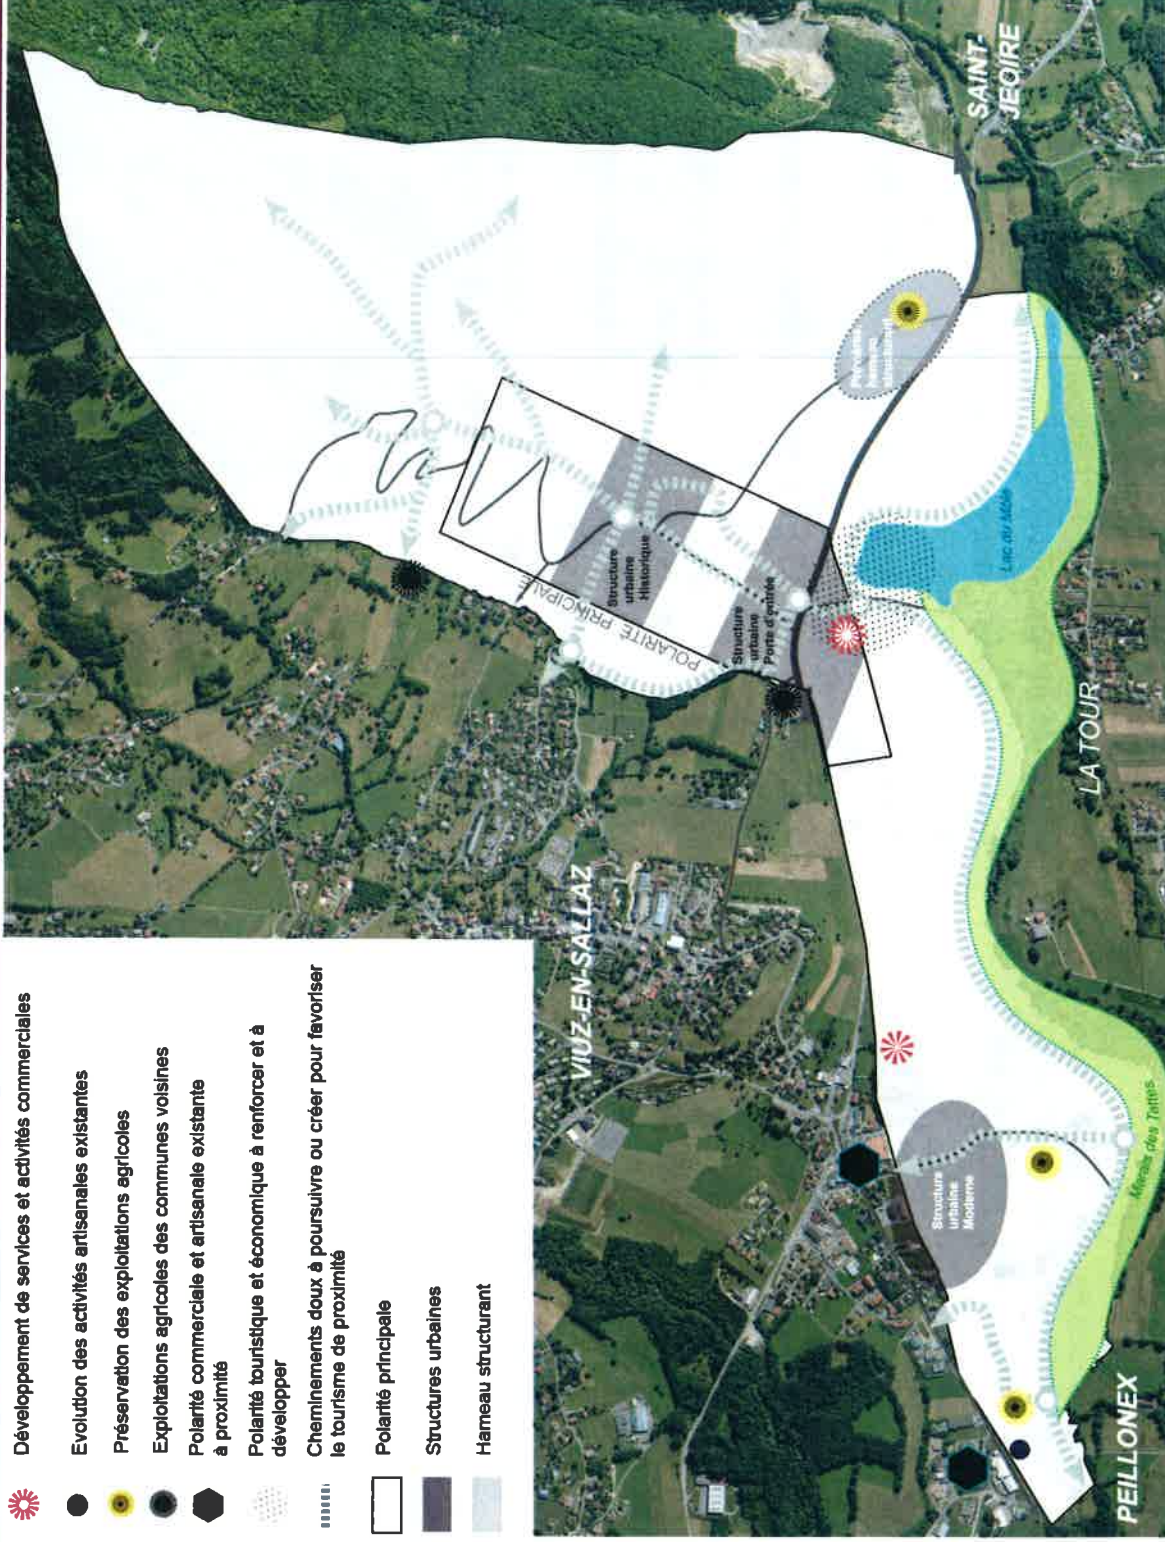 Développement de services et activités commerciales
Evolution des activités artisanales existantes
Préservation des exploitations agricoles
Exploitations agricoles des communes voisines
Polarité commerciale et artisanale existante
à proximité
Polarité touristique et économique à renforcer et à
développer
Cheminements doux à poursuivre ou créer pour favoriser
le tourisme de proximité
Polarité principale
Structures urbaines
Hameau structurant
SAINT-
JEOIRE
VIUZ-EN-SALLAZ
POLARITÉ PRINCIPALE
Structure
urbaine
Historique
Structure
urbaine
Porte d'entrée
Lac du Môle
LA TOUR
Structure
urbaine
Moderne
Marais des Tattes
PEILLONEX